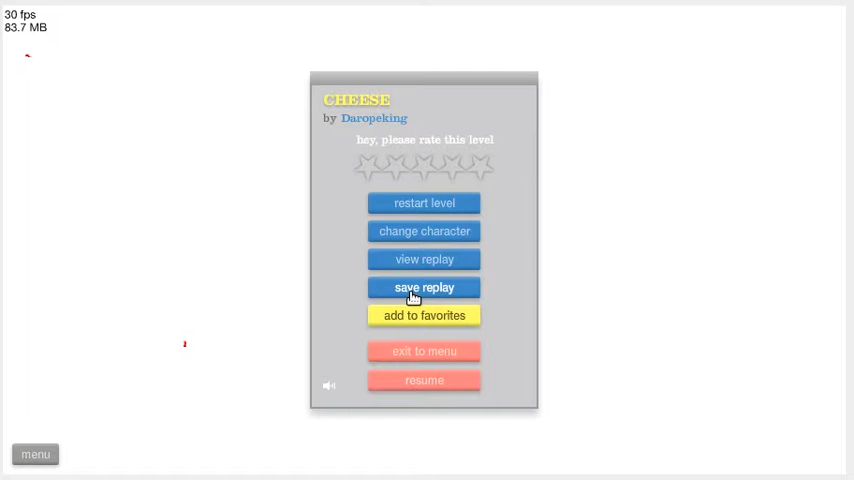 30 fps
83.7 MB
CHEESE
by Daropeking
hey, please rate this level
restart level
change character
view replay
save replay
add to favorites
exit to menu
resume
menu